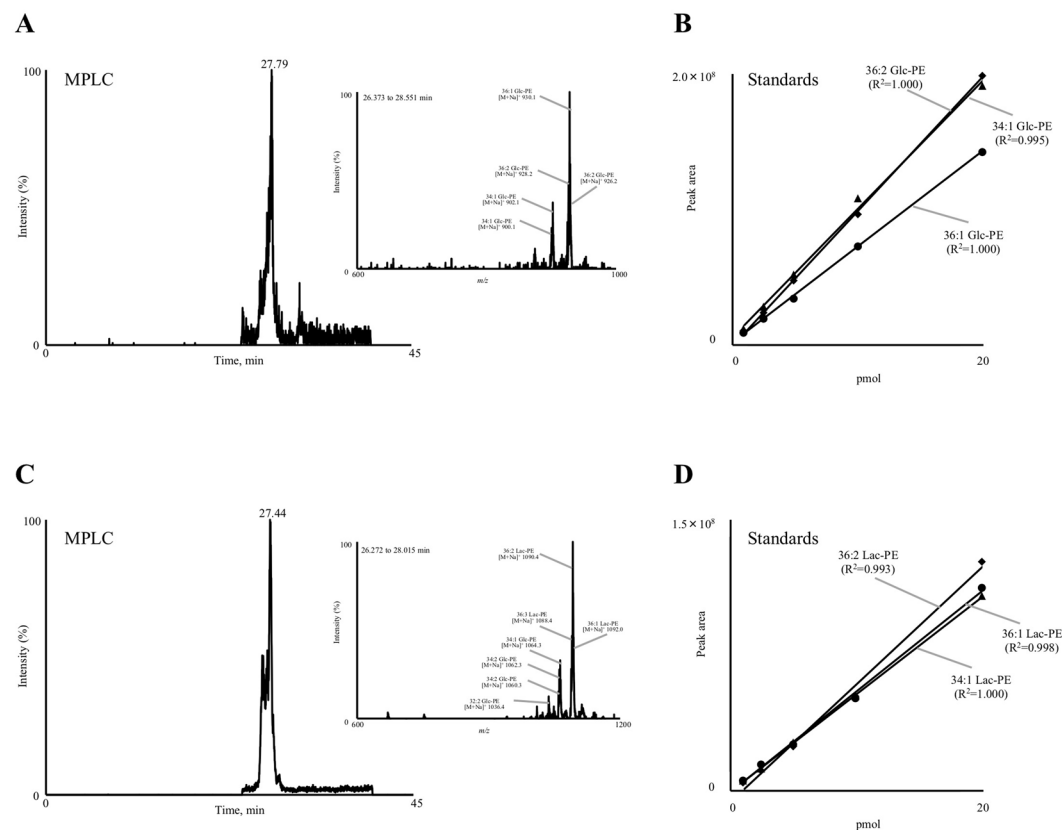 A
MPLC
27.79
100
Intensity (%)
0
0
Time, min
45
26.373 to 28.551 min
100
Intensity (%)
0
600
m/z
1000
36:1 Glc-PE
[M+Na]⁺ 930.1
36:2 Glc-PE
[M+Na]⁺ 928.2
36:2 Glc-PE
[M+Na]⁺ 926.2
34:1 Glc-PE
[M+Na]⁺ 902.1
34:1 Glc-PE
[M+Na]⁺ 900.1
B
2.0×10⁸
Standards
36:2 Glc-PE
(R²=1.000)
34:1 Glc-PE
(R²=0.995)
36:1 Glc-PE
(R²=1.000)
Peak area
0
0
20
pmol
C
MPLC
27.44
100
Intensity (%)
0
0
Time, min
45
26.272 to 28.015 min
100
Intensity (%)
0
600
m/z
1200
36:2 Lac-PE
[M+Na]⁺ 1090.4
36:3 Lac-PE
[M+Na]⁺ 1088.4
36:1 Lac-PE
[M+Na]⁺ 1092.0
34:1 Glc-PE
[M+Na]⁺ 1064.3
34:2 Glc-PE
[M+Na]⁺ 1062.3
34:2 Glc-PE
[M+Na]⁺ 1060.3
32:2 Glc-PE
[M+Na]⁺ 1036.4
D
1.5×10⁸
Standards
36:2 Lac-PE
(R²=0.993)
36:1 Lac-PE
(R²=0.998)
34:1 Lac-PE
(R²=1.000)
Peak area
0
0
20
pmol